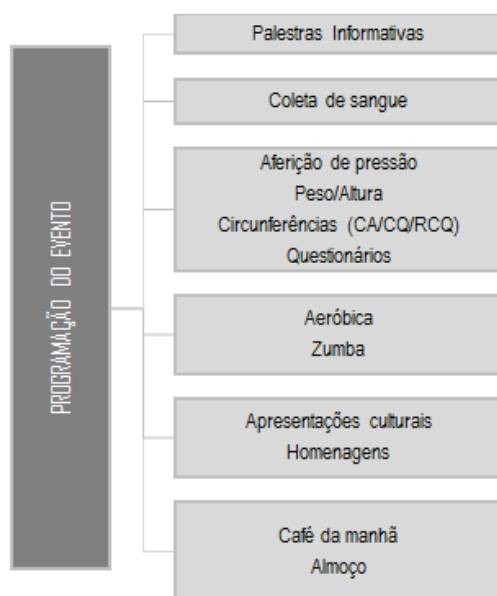 PROGRAMAÇÃO DO EVENTO
Palestras Informativas
Coleta de sangue
Aferição de pressão
Peso/Altura
Circunferências (CA/CQ/RCQ)
Questionários
Aeróbica
Zumba
Apresentações culturais
Homenagens
Café da manhã
Almoço